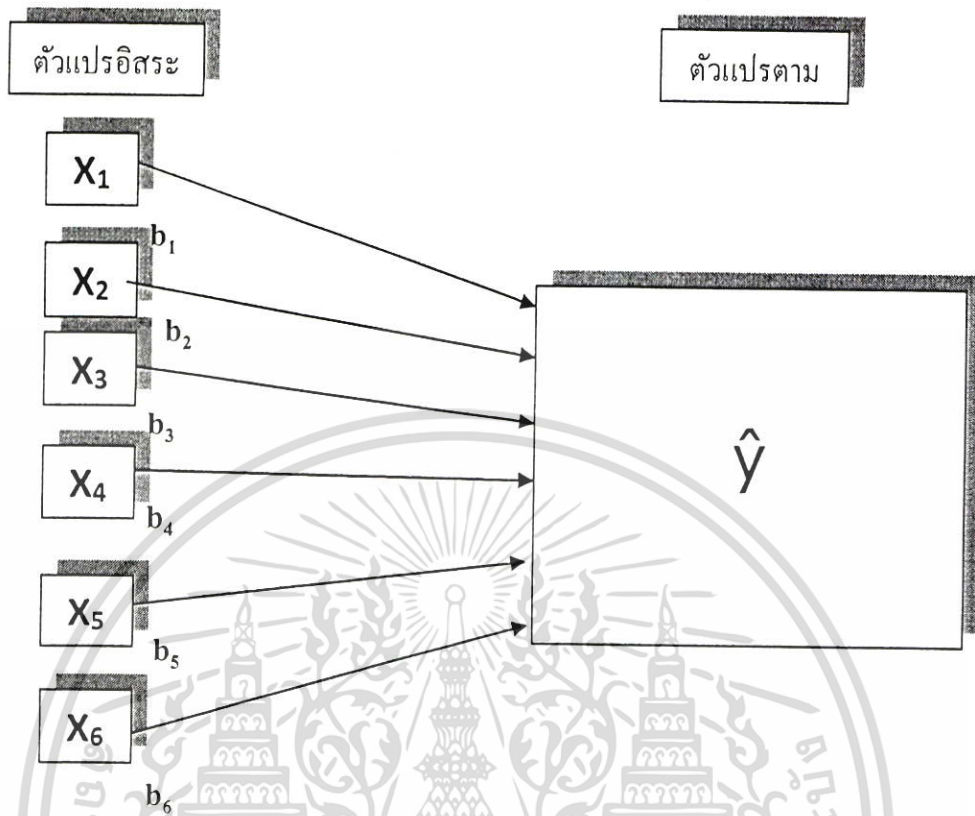 ตัวแปรอิสระ
ตัวแปรตาม
X₁
b₁
X₂
b₂
X₃
b₃
X₄
b₄
X₅
b₅
X₆
b₆
ŷ